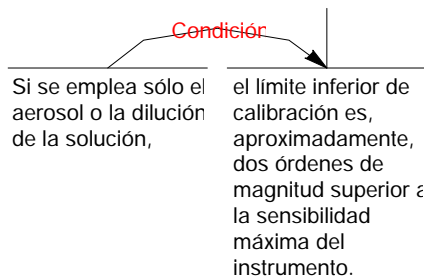 Condición
Si se emplea sólo el
aerosol o la dilución
de la solución,
el límite inferior de
calibración es,
aproximadamente,
dos órdenes de
magnitud superior a
la sensibilidad
máxima del
instrumento.